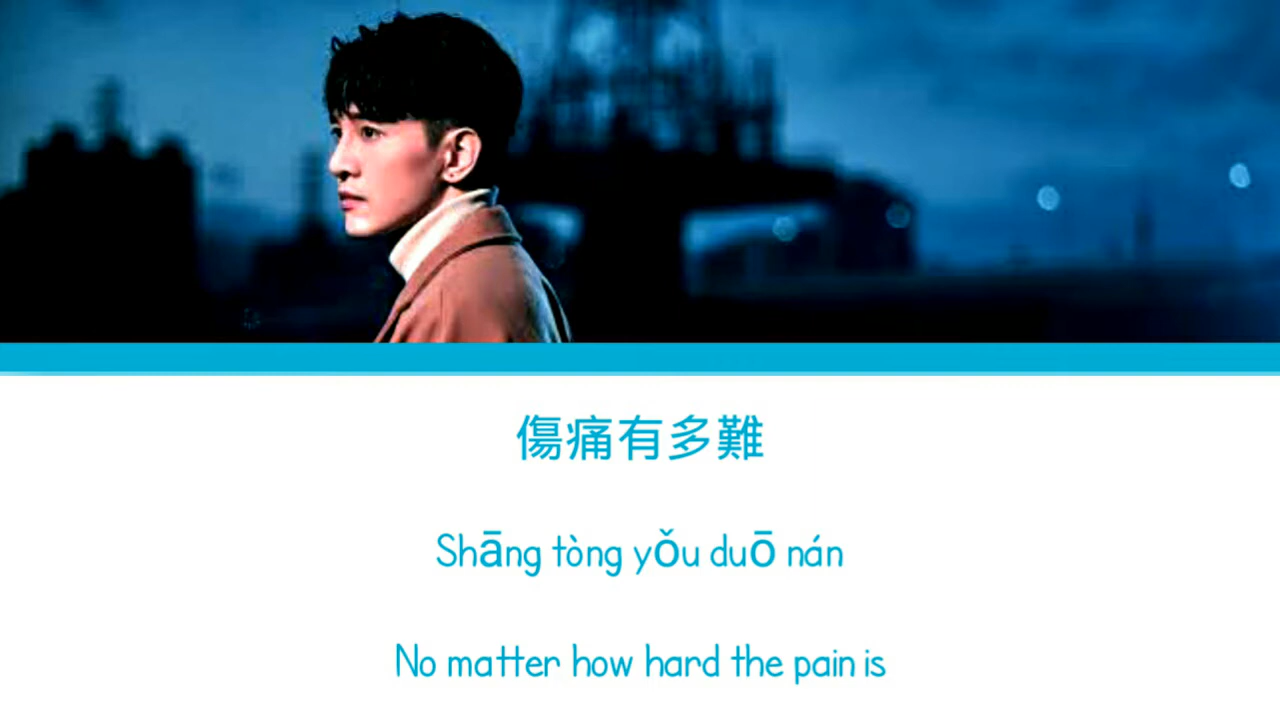 傷痛有多難
Shāng tòng yǒu duō nán
No matter how hard the pain is